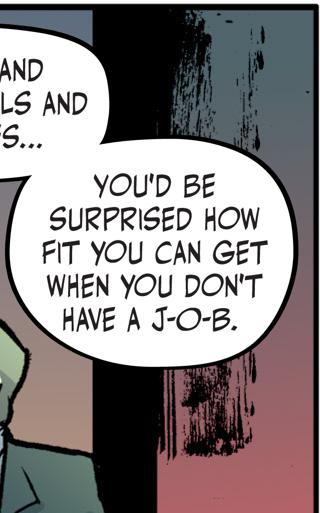 AND
LS AND
S...
YOU'D BE
SURPRISED HOW
FIT YOU CAN GET
WHEN YOU DON'T
HAVE A J-O-B.